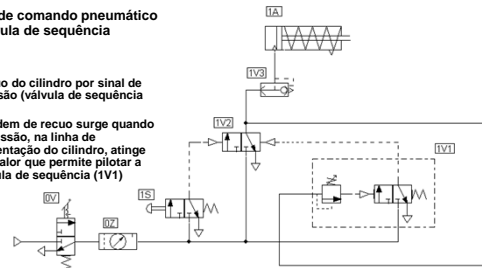 de comando pneumático
ula de sequência
o do cilindro por sinal de
são (válvula de sequência
dem de recuo surge quando
essão, na linha de
entação do cilindro, atinge
alor que permite pilotar a
ula de sequência (1V1)
1A
1V3
1V2
1V1
1S
0V
0Z